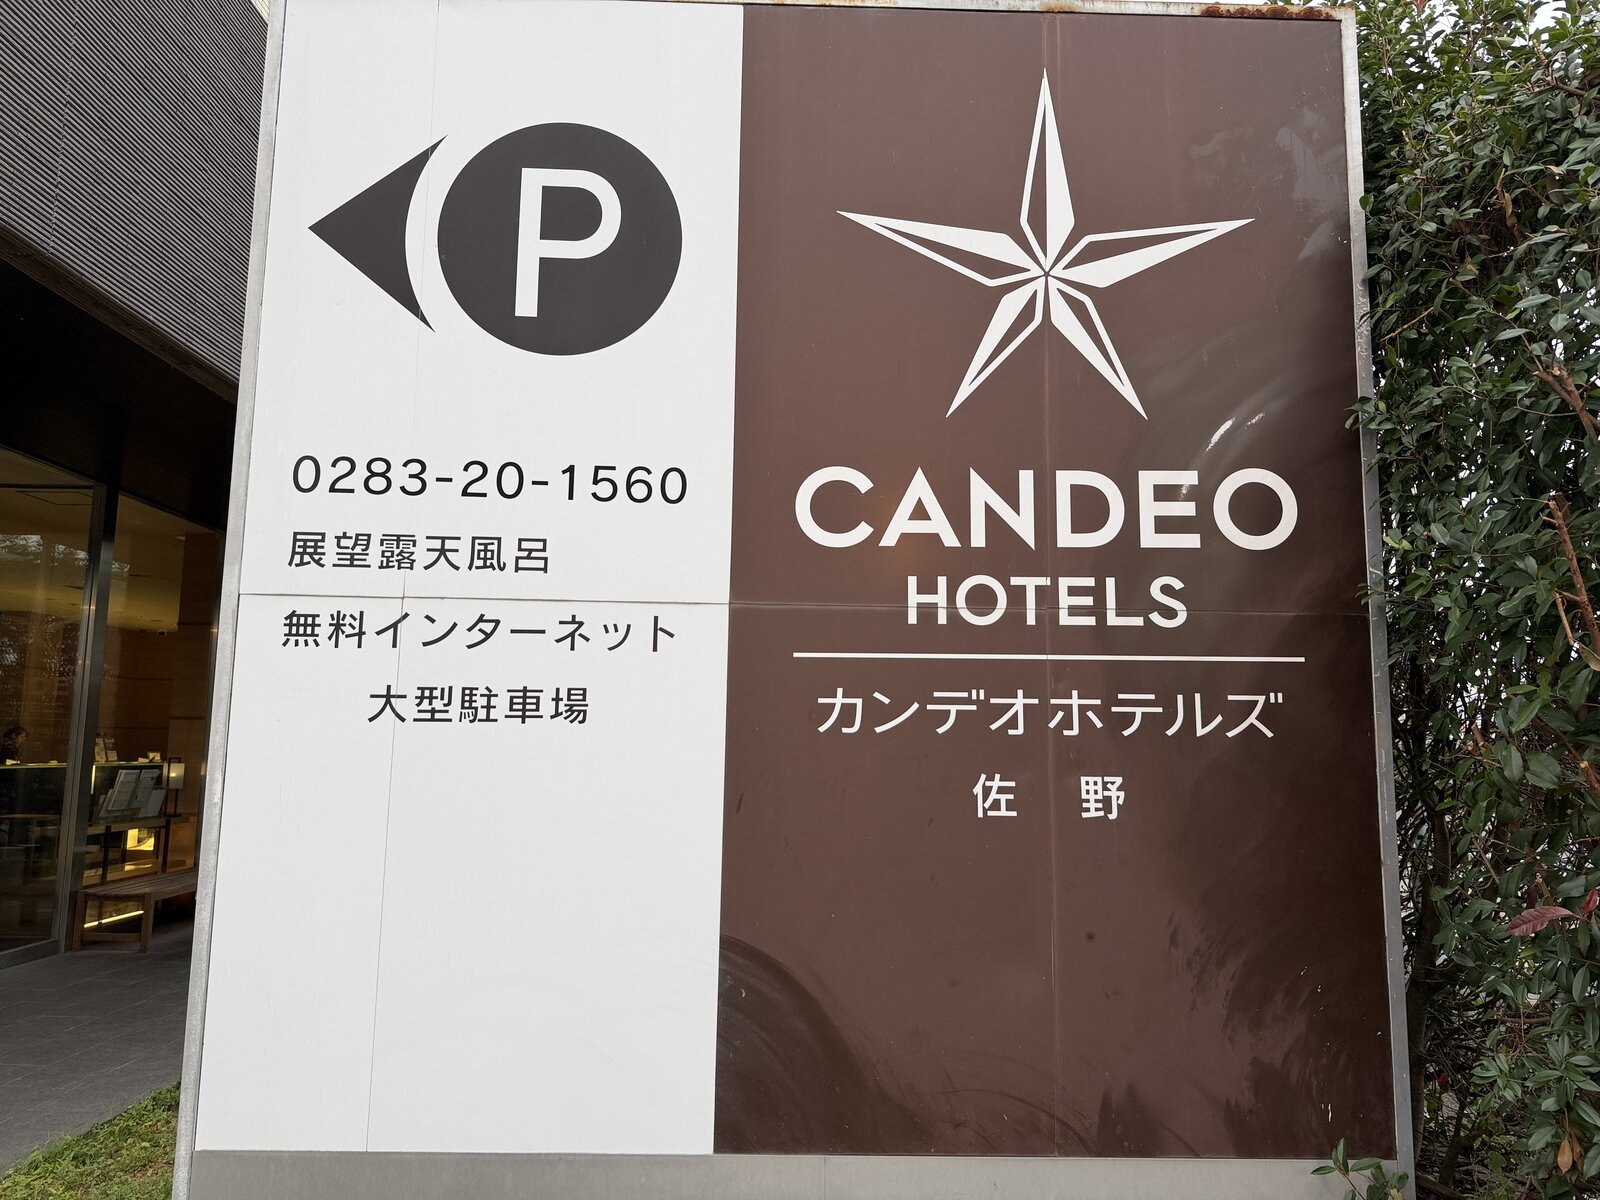 P
0283-20-1560
展望露天風呂
無料インターネット
大型駐車場
CANDEO
HOTELS
カンデオホテルズ
佐 野